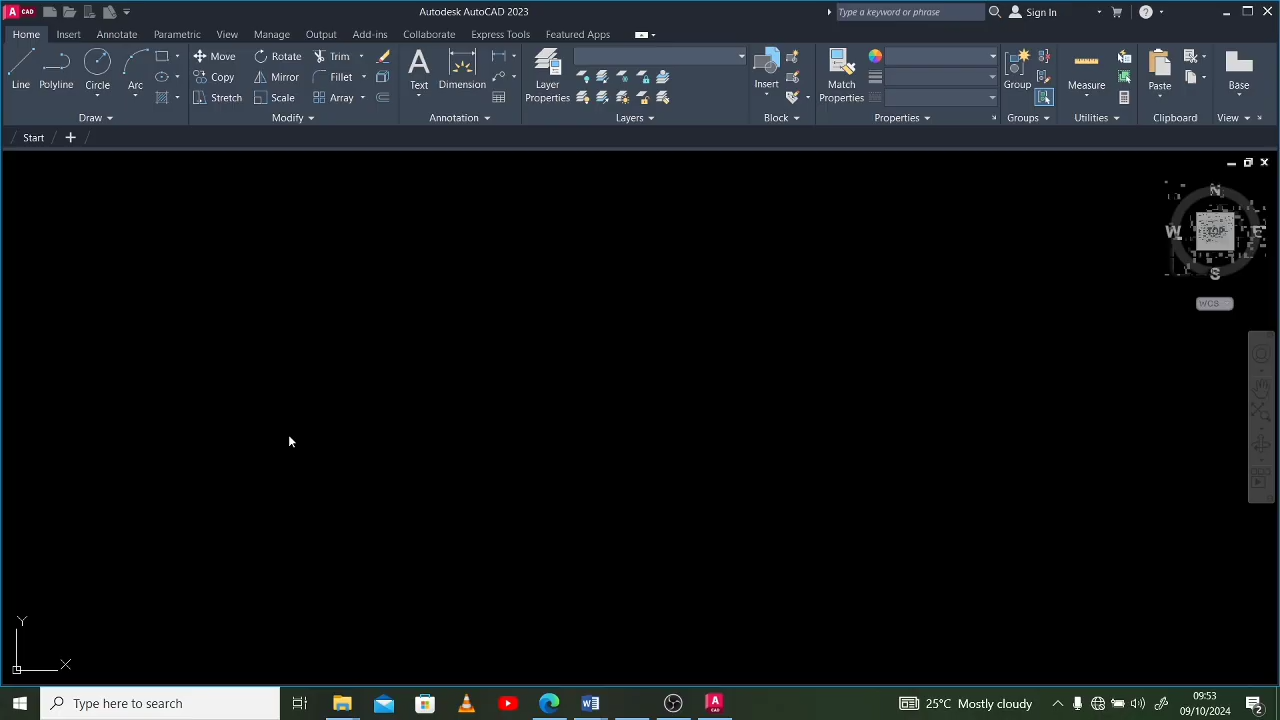 CAD Autodesk AutoCAD 2023 Type a keyword or phrase Sign In
Home Insert Annotate Parametric View Manage Output Add-ins Collaborate Express Tools Featured Apps
Line Polyline Circle Arc
Move Rotate Trim
Copy Mirror Fillet
Stretch Scale Array
Text Dimension
Layer Properties
Insert
Match Properties
Group
Measure
Paste
Base
Draw Modify Annotation Layers Block Properties Groups Utilities Clipboard View
Start
N
W TOP E
S
WCS
Y
X
Type here to search 25°C Mostly cloudy 09:53
09/10/2024 2